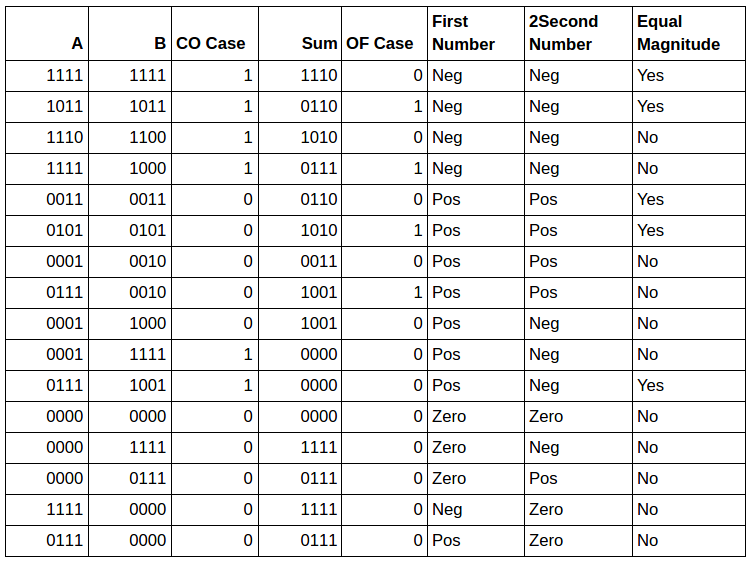 A B CO Case Sum OF Case First Number 2Second Number Equal Magnitude
1111 1111 1 1110 0 Neg Neg Yes
1011 1011 1 0110 1 Neg Neg Yes
1110 1100 1 1010 0 Neg Neg No
1111 1000 1 0111 1 Neg Neg No
0011 0011 0 0110 0 Pos Pos Yes
0101 0101 0 1010 1 Pos Pos Yes
0001 0010 0 0011 0 Pos Pos No
0111 0010 0 1001 1 Pos Pos No
0001 1000 0 1001 0 Pos Neg No
0001 1111 1 0000 0 Pos Neg No
0111 1001 1 0000 0 Pos Neg Yes
0000 0000 0 0000 0 Zero Zero No
0000 1111 0 1111 0 Zero Neg No
0000 0111 0 0111 0 Zero Pos No
1111 0000 0 1111 0 Neg Zero No
0111 0000 0 0111 0 Pos Zero No